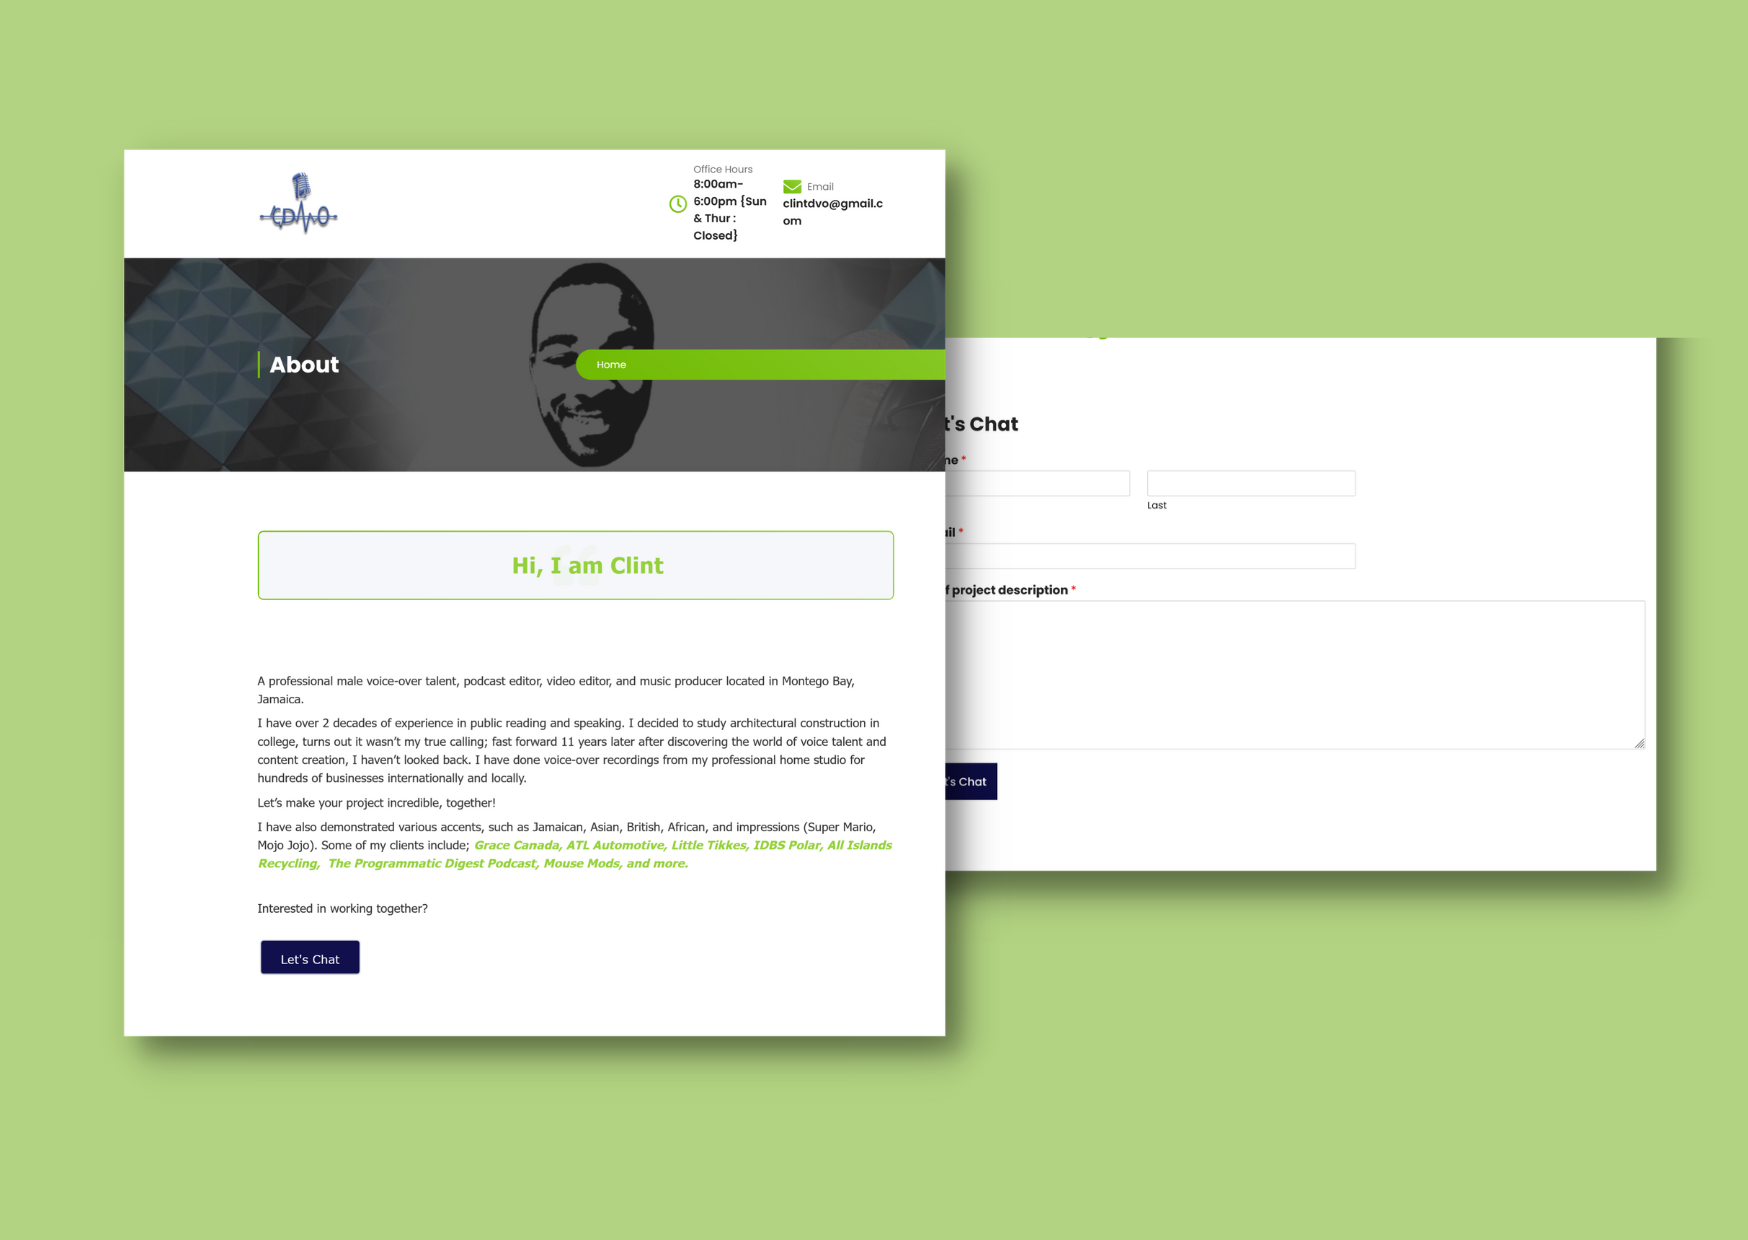 CDVO
Office Hours
8:00am-
6:00pm {Sun
& Thur :
Closed}
Email
clintdvo@gmail.c
om
About
Home
Hi, I am Clint
A professional male voice-over talent, podcast editor, video editor, and music producer located in Montego Bay,
Jamaica.
I have over 2 decades of experience in public reading and speaking. I decided to study architectural construction in
college, turns out it wasn’t my true calling; fast forward 11 years later after discovering the world of voice talent and
content creation, I haven’t looked back. I have done voice-over recordings from my professional home studio for
hundreds of businesses internationally and locally.
Let’s make your project incredible, together!
I have also demonstrated various accents, such as Jamaican, Asian, British, African, and impressions (Super Mario,
Mojo Jojo). Some of my clients include; Grace Canada, ATL Automotive, Little Tikkes, IDBS Polar, All Islands
Recycling, The Programmatic Digest Podcast, Mouse Mods, and more.
Interested in working together?
Let's Chat
t's Chat
ne *
Last
il *
f project description *
t's Chat